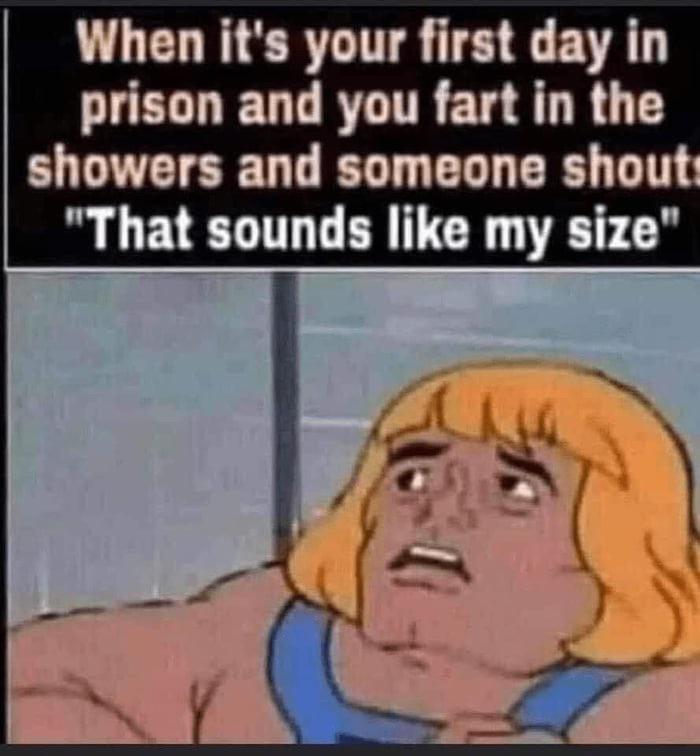 When it's your first day in
prison and you fart in the
showers and someone shouts
"That sounds like my size"